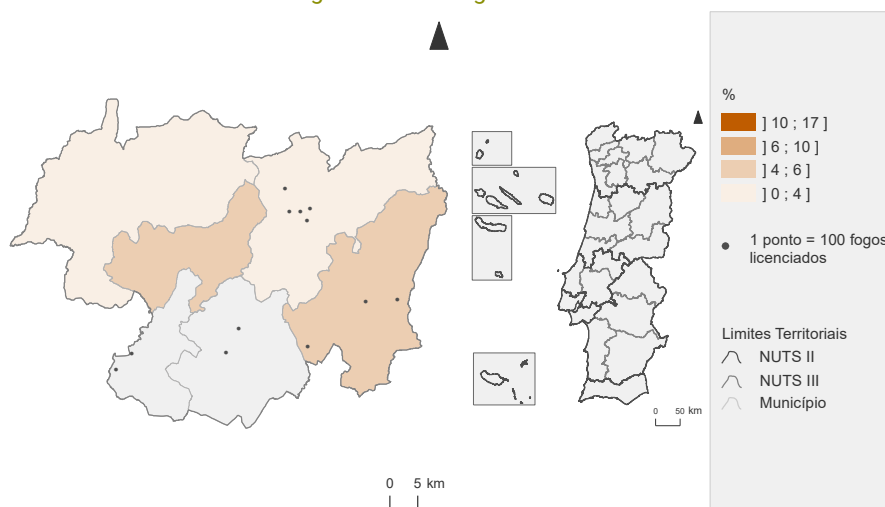 %
] 10 ; 17 ]
] 6 ; 10 ]
] 4 ; 6 ]
] 0 ; 4 ]
1 ponto = 100 fogos
licenciados
Limites Territoriais
NUTS II
NUTS III
Município
0 50 km
0 5 km